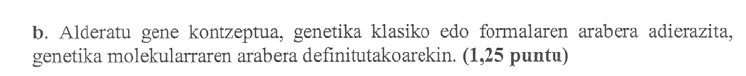 b. Alderatu gene kontzeptua, genetika klasiko edo formalaren arabera adierazita,
genetika molekularraren arabera definitutakoarekin. (1,25 puntu)